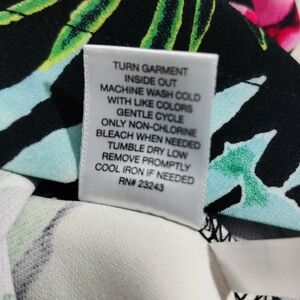 TURN GARMENT
INSIDE OUT
MACHINE WASH COLD
WITH LIKE COLORS
GENTLE CYCLE
ONLY NON-CHLORINE
BLEACH WHEN NEEDED
TUMBLE DRY LOW
REMOVE PROMPTLY
COOL IRON IF NEEDED
RN# 23243